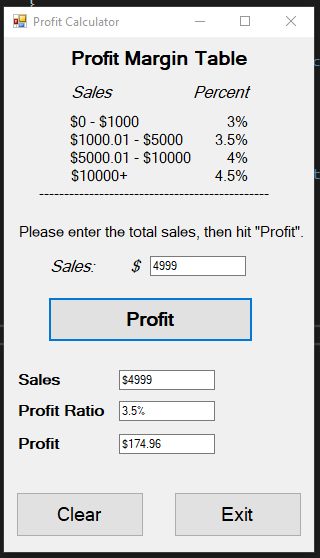 Profit Calculator
Profit Margin Table
Sales Percent
$0 - $1000 3%
$1000.01 - $5000 3.5%
$5000.01 - $10000 4%
$10000+ 4.5%
----------------------------------------------
Please enter the total sales, then hit "Profit".
Sales: $ 4999
Profit
Sales $4999
Profit Ratio 3.5%
Profit $174.96
Clear Exit